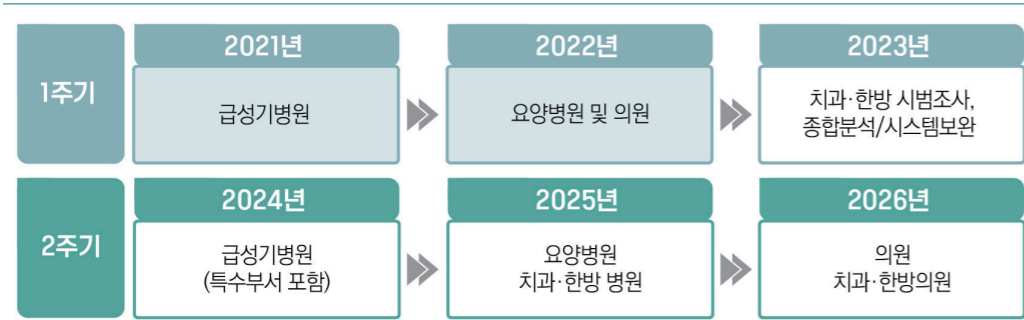 1주기
2021년
급성기병원
2022년
요양병원 및 의원
2023년
치과·한방 시범조사,
종합분석/시스템보완
2주기
2024년
급성기병원
(특수부서 포함)
2025년
요양병원
치과·한방 병원
2026년
의원
치과·한방의원